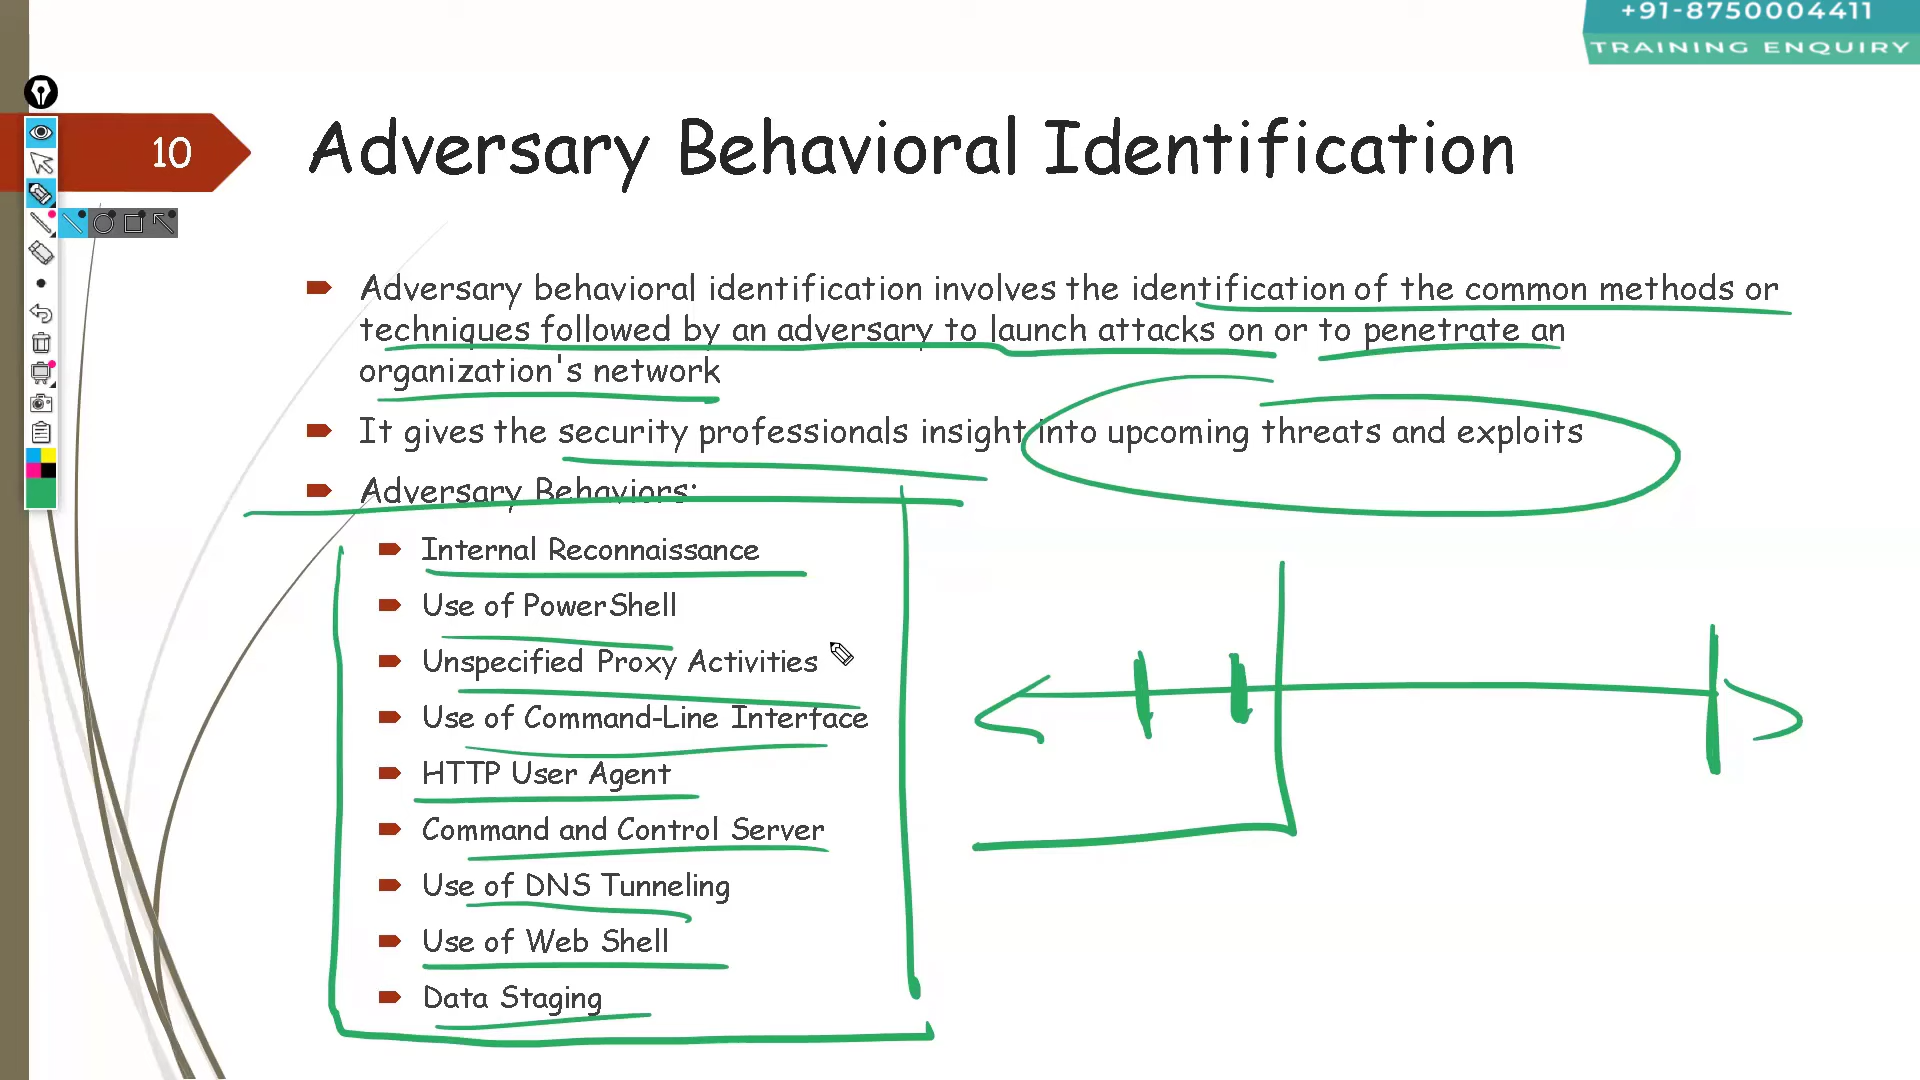 +91-8750004411
TRAINING ENQUIRY
10
Adversary Behavioral Identification
Adversary behavioral identification involves the identification of the common methods or
techniques followed by an adversary to launch attacks on or to penetrate an
organization's network
It gives the security professionals insight into upcoming threats and exploits
Adversary Behaviors:
Internal Reconnaissance
Use of PowerShell
Unspecified Proxy Activities
Use of Command-Line Interface
HTTP User Agent
Command and Control Server
Use of DNS Tunneling
Use of Web Shell
Data Staging